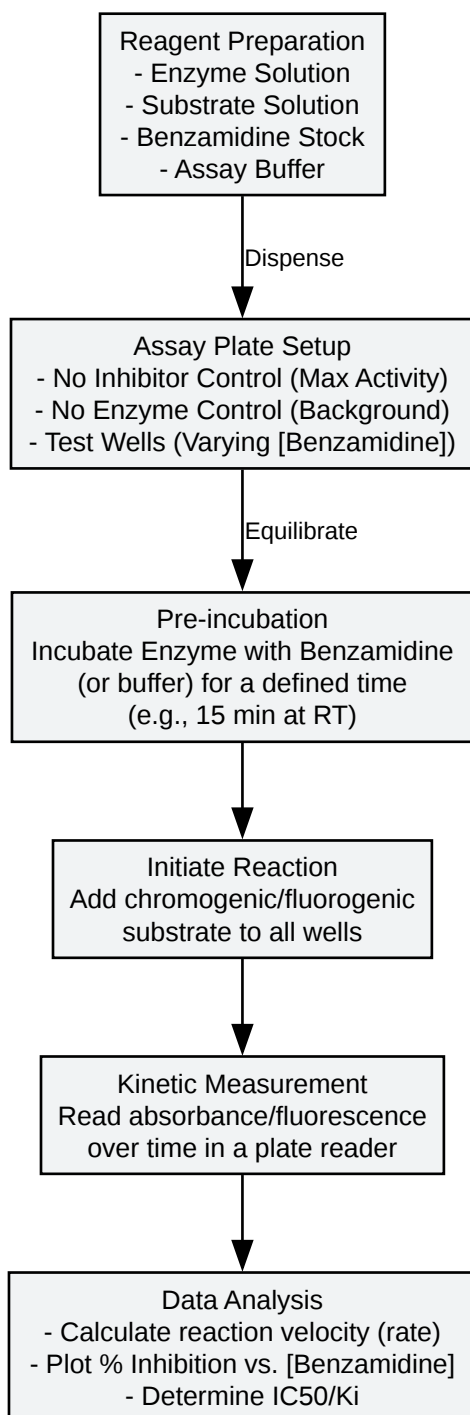 Reagent Preparation
- Enzyme Solution
- Substrate Solution
- Benzamidine Stock
- Assay Buffer
Dispense
Assay Plate Setup
- No Inhibitor Control (Max Activity)
- No Enzyme Control (Background)
- Test Wells (Varying [Benzamidine])
Equilibrate
Pre-incubation
Incubate Enzyme with Benzamidine
(or buffer) for a defined time
(e.g., 15 min at RT)
Initiate Reaction
Add chromogenic/fluorogenic
substrate to all wells
Kinetic Measurement
Read absorbance/fluorescence
over time in a plate reader
Data Analysis
- Calculate reaction velocity (rate)
- Plot % Inhibition vs. [Benzamidine]
- Determine IC50/Ki